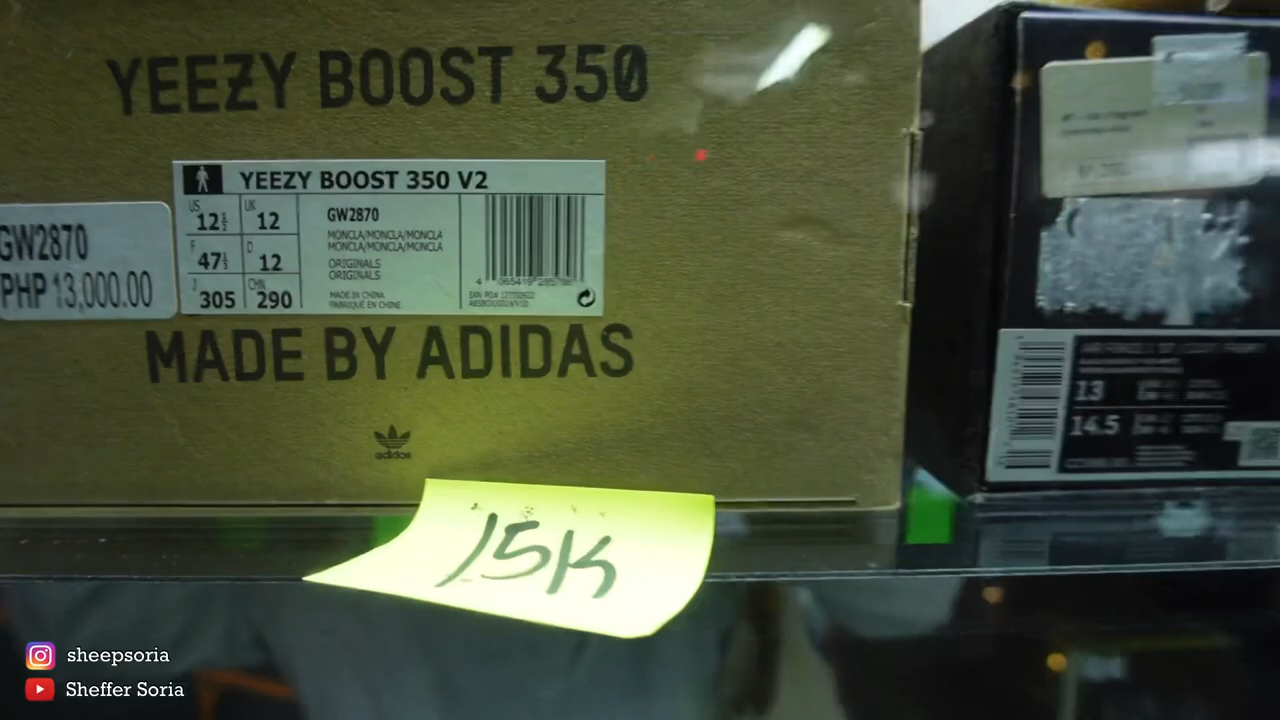 YEEZY BOOST 350
YEEZY BOOST 350 V2
US 12½ UK 12
F 47⅓ D 12
J 305 CHN 290
GW2870
MONCLA/MONCLA/MONCLA
MONCLA/MONCLA/MONCLA
ORIGINALS
ORIGINALS
MADE IN CHINA
FABRIQUÉ EN CHINE
GW2870
PHP 13,000.00
MADE BY ADIDAS
adidas
15K
13
14.5
sheepsoria
Sheffer Soria